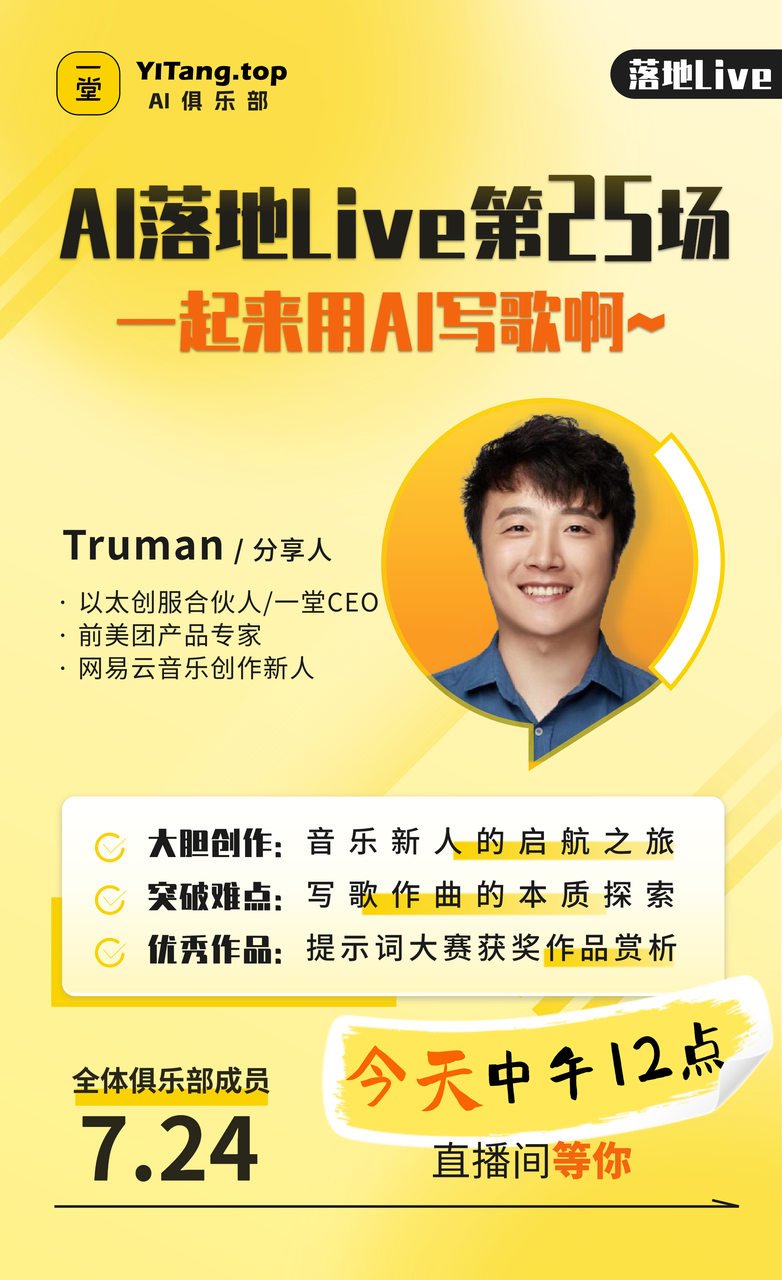 一堂
YITang.top
AI 俱乐部
落地Live
AI落地Live第25场
一起来用AI写歌啊~
Truman / 分享人
· 以太创服合伙人/一堂CEO
· 前美团产品专家
· 网易云音乐创作新人
大胆创作: 音乐新人的启航之旅
突破难点: 写歌作曲的本质探索
优秀作品: 提示词大赛获奖作品赏析
今天中午12点
全体俱乐部成员
7.24
直播间等你